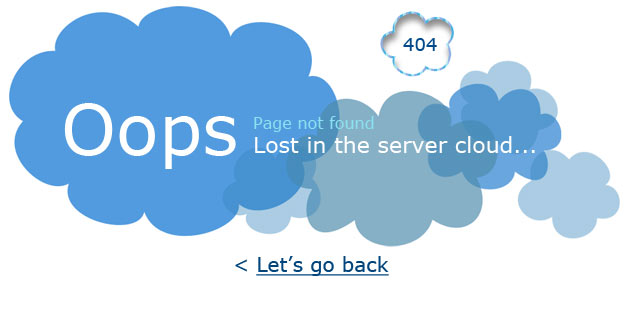 404
Oops
Page not found
Lost in the server cloud...
< Let’s go back